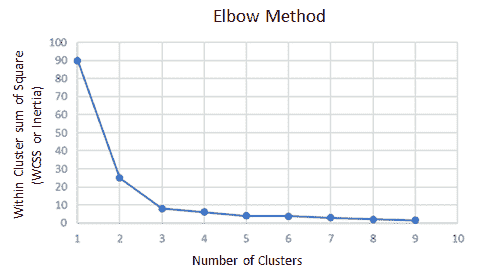 Elbow Method
Within Cluster sum of Square
(WCSS or Inertia)
100
90
80
70
60
50
40
30
20
10
0
1 2 3 4 5 6 7 8 9 10
Number of Clusters